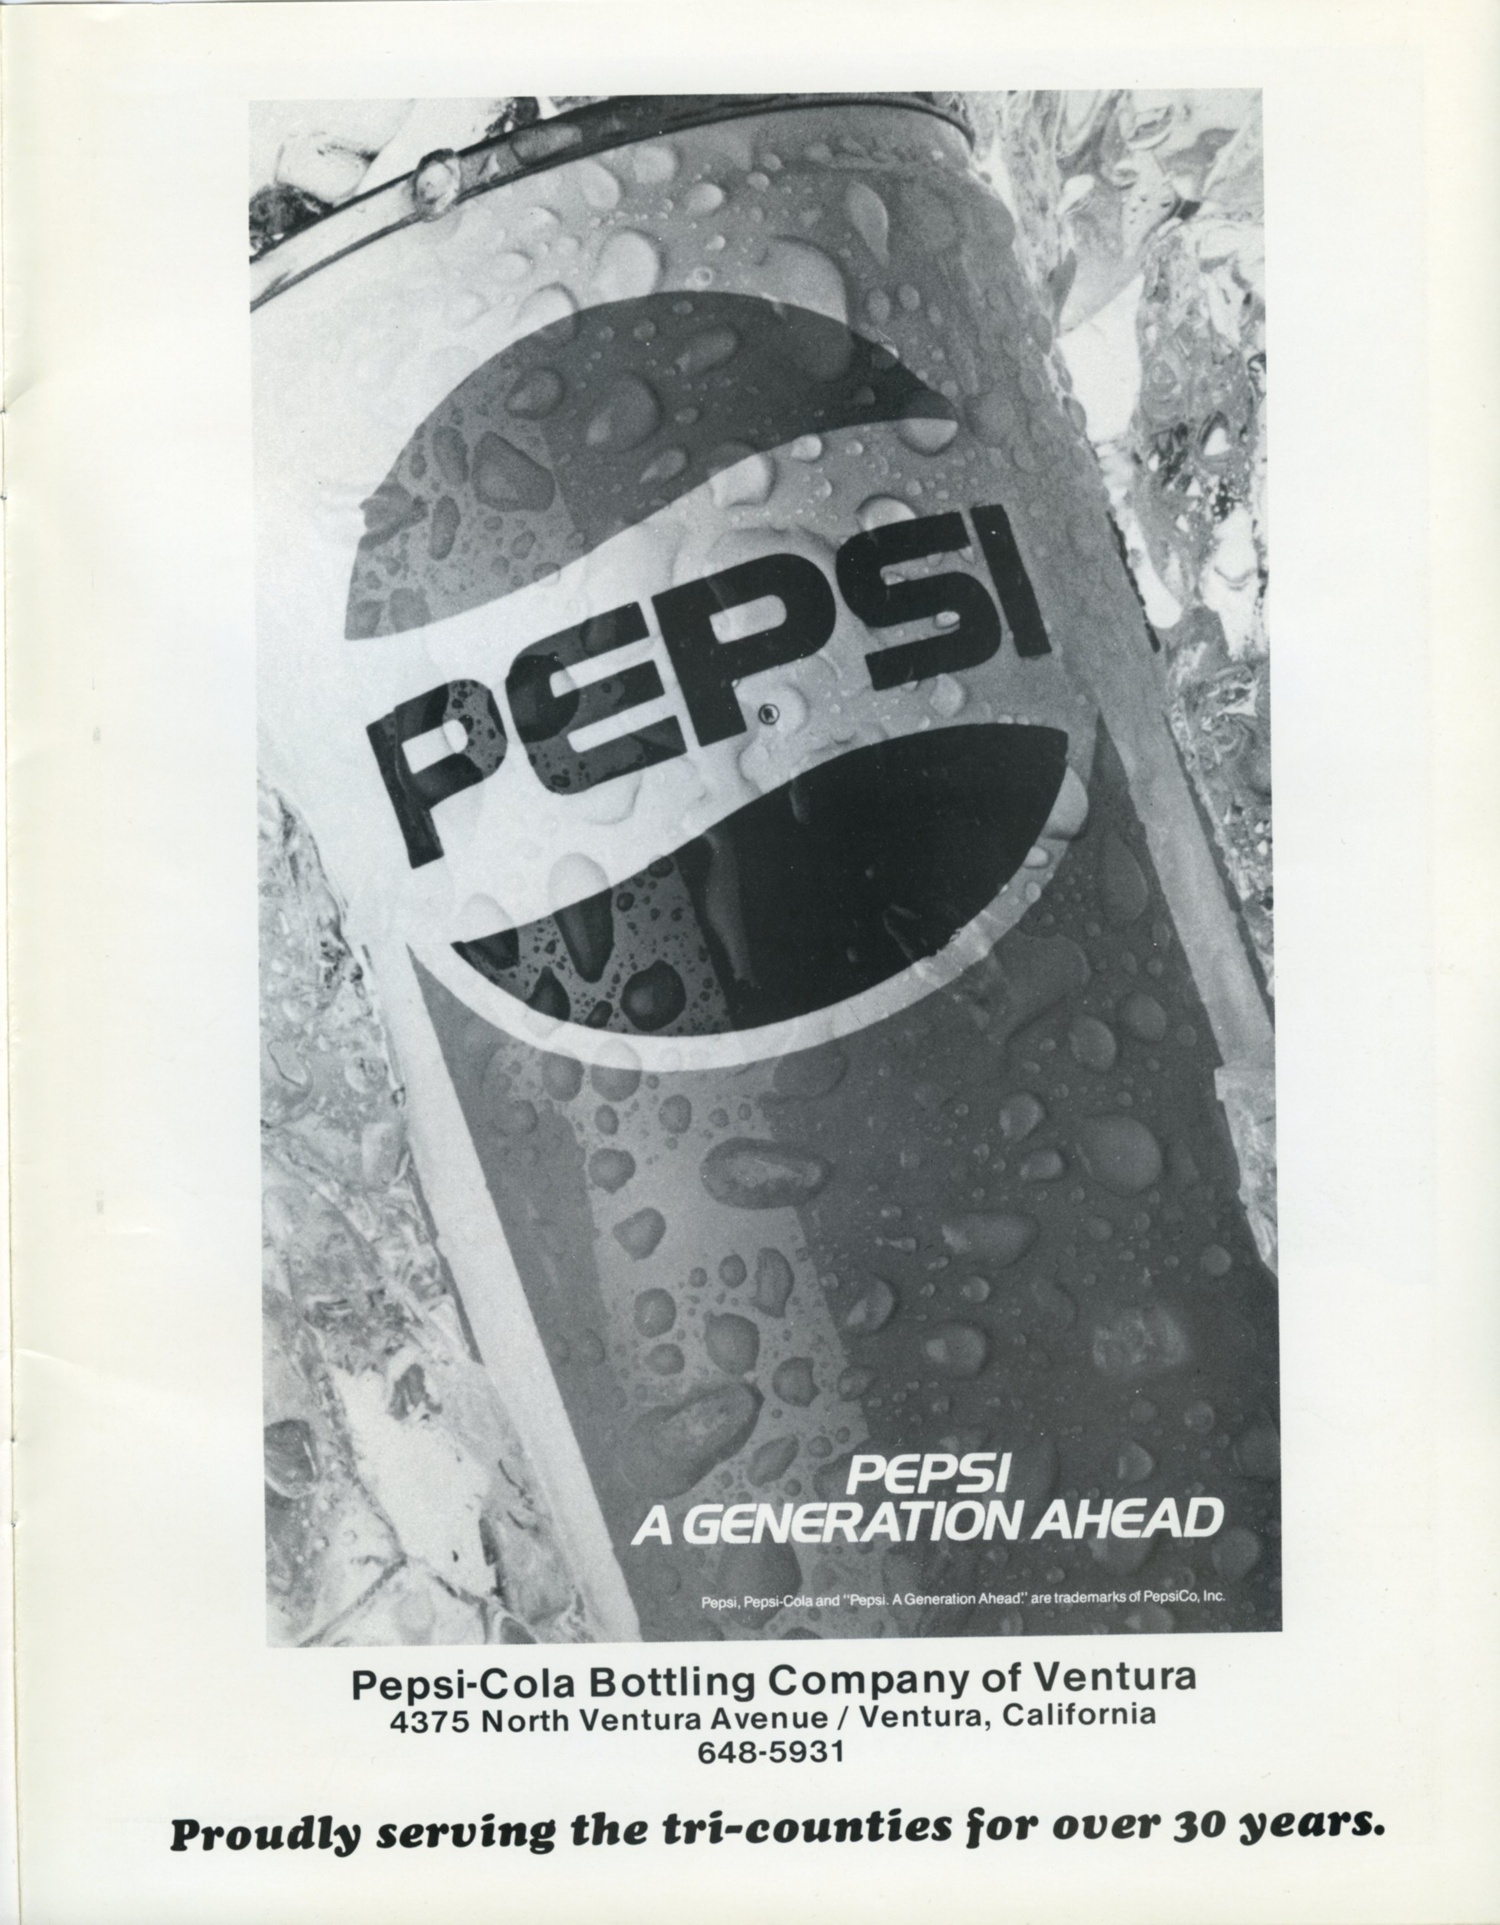 PEPSI
®
PEPSI
A GENERATION AHEAD
Pepsi, Pepsi-Cola and "Pepsi. A Generation Ahead." are trademarks of PepsiCo, Inc.
Pepsi-Cola Bottling Company of Ventura
4375 North Ventura Avenue / Ventura, California
648-5931
Proudly serving the tri-counties for over 30 years.